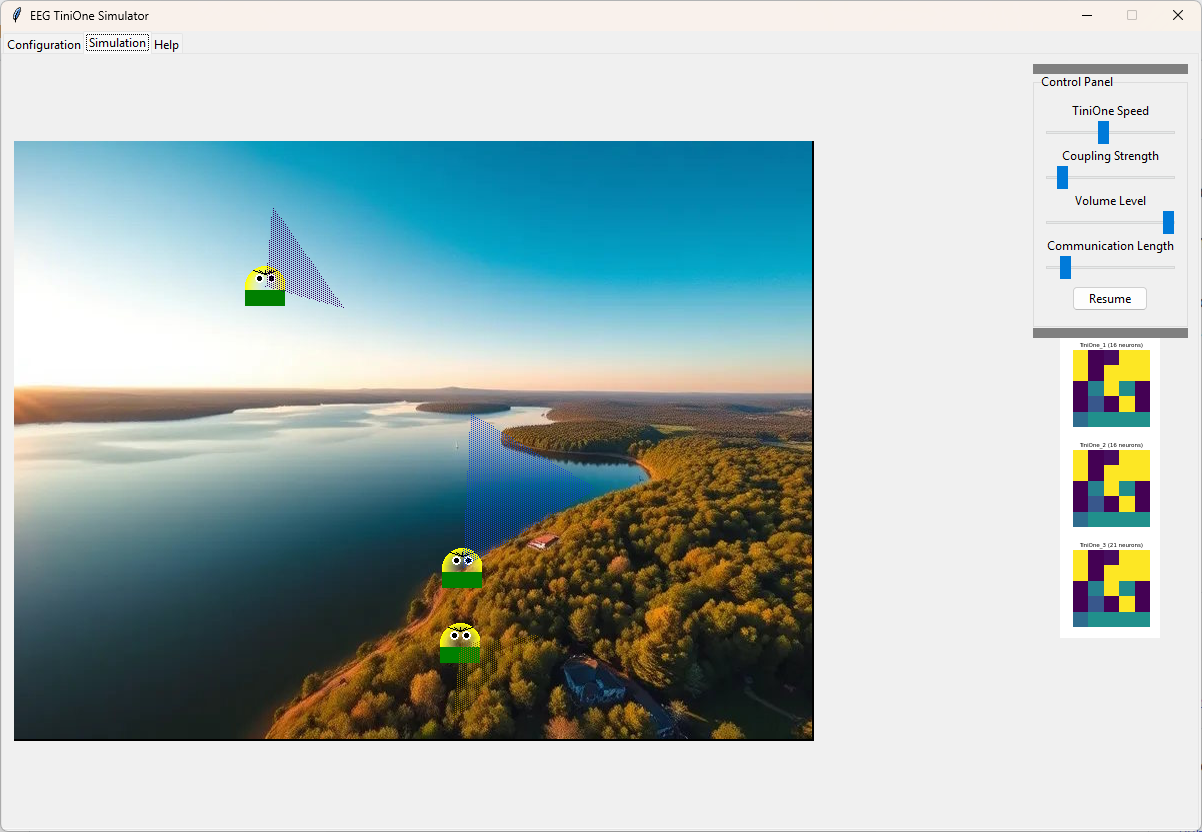 EEG TiniOne Simulator
Configuration Simulation Help
Control Panel
TiniOne Speed
Coupling Strength
Volume Level
Communication Length
Resume
TiniOne_1 (16 neurons)
TiniOne_2 (16 neurons)
TiniOne_3 (21 neurons)